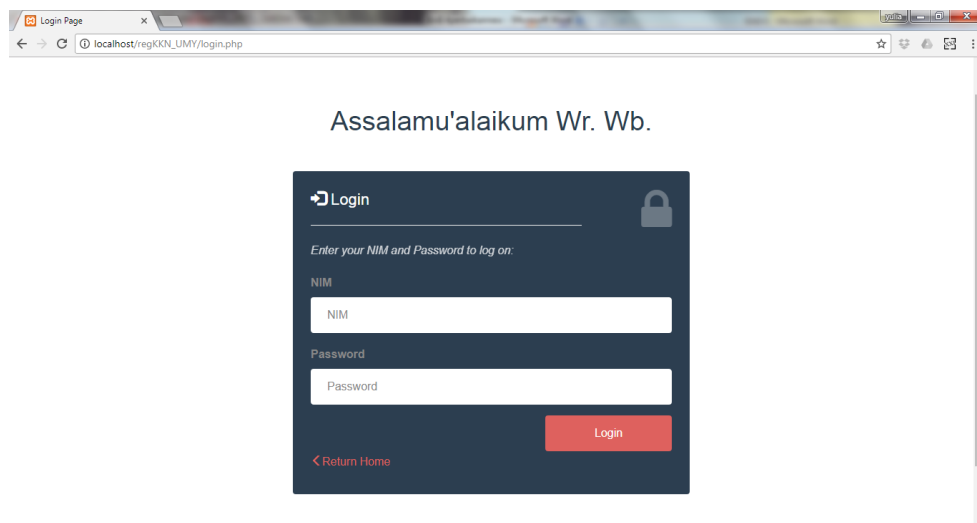 Login Page
yulia
localhost/regKKN_UMY/login.php
Assalamu'alaikum Wr. Wb.
Login
Enter your NIM and Password to log on:
NIM
NIM
Password
Password
Login
Return Home